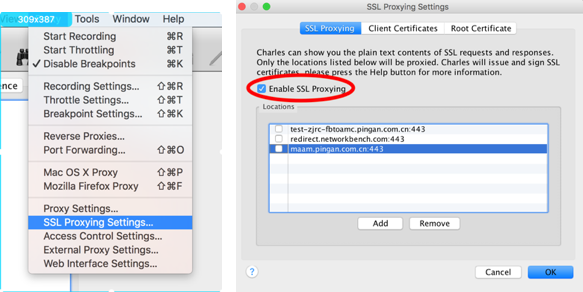 309x387
Tools
Window
Help
nce
Start Recording ⌘R
Start Throttling ⌘T
✓ Disable Breakpoints ⌘K
Recording Settings... ⇧⌘R
Throttle Settings... ⇧⌘T
Breakpoint Settings... ⇧⌘K
Reverse Proxies...
Port Forwarding... ⇧⌘O
Mac OS X Proxy ⇧⌘P
Mozilla Firefox Proxy ⇧⌘F
Proxy Settings...
SSL Proxying Settings...
Access Control Settings...
External Proxy Settings...
Web Interface Settings...
SSL Proxying Settings
SSL Proxying
Client Certificates
Root Certificate
Charles can show you the plain text contents of SSL requests and responses.
Only the locations listed below will be proxied. Charles will issue and sign SSL
certificates, please press the Help button for more information.
Enable SSL Proxying
Locations
test-zjrc-fbtoamc.pingan.com.cn:443
redirect.networkbench.com:443
maam.pingan.com.cn:443
Add
Remove
?
Cancel
OK